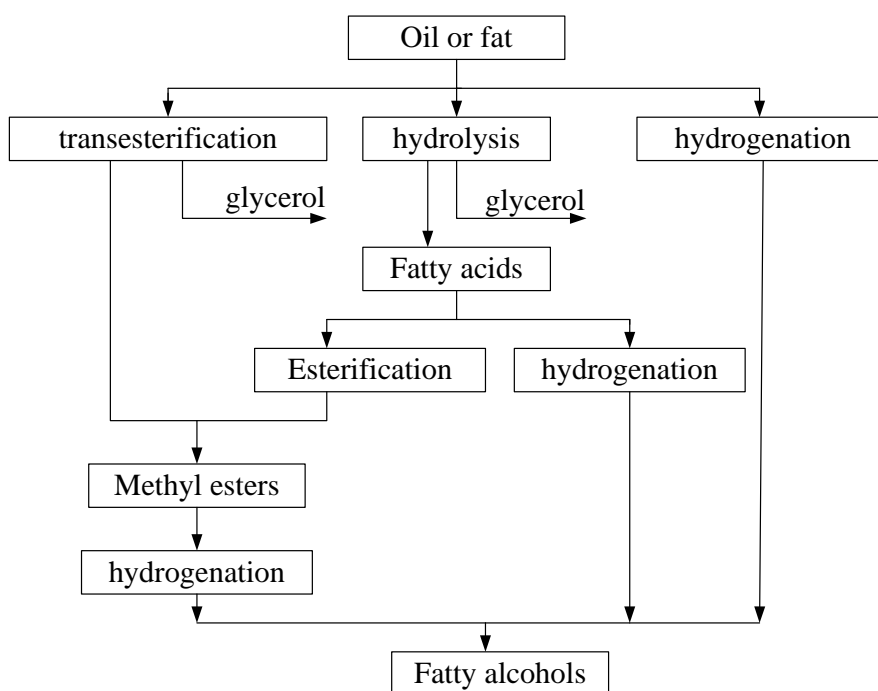 Oil or fat
transesterification
hydrolysis
hydrogenation
glycerol
glycerol
Fatty acids
Esterification
hydrogenation
Methyl esters
hydrogenation
Fatty alcohols